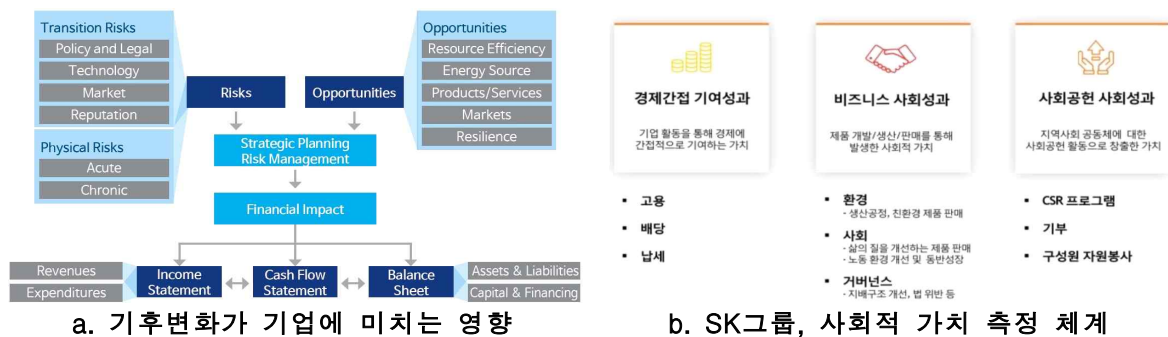 Transition Risks
Policy and Legal
Technology
Market
Reputation
Physical Risks
Acute
Chronic
Risks
Opportunities
Opportunities
Resource Efficiency
Energy Source
Products/Services
Markets
Resilience
Strategic Planning
Risk Management
Financial Impact
Revenues
Expenditures
Income
Statement
Cash Flow
Statement
Balance
Sheet
Assets & Liabilities
Capital & Financing
a. 기후변화가 기업에 미치는 영향
경제간접 기여성과
기업 활동을 통해 경제에
간접적으로 기여하는 가치
▪ 고용
▪ 배당
▪ 납세
비즈니스 사회성과
제품 개발/생산/판매를 통해
발생한 사회적 가치
▪ 환경
- 생산공정, 친환경 제품 판매
▪ 사회
- 삶의 질을 개선하는 제품 판매
- 노동 환경 개선 및 동반성장
▪ 거버넌스
- 지배구조 개선, 법 위반 등
사회공헌 사회성과
지역사회 공동체에 대한
사회공헌 활동으로 창출한 가치
▪ CSR 프로그램
▪ 기부
▪ 구성원 자원봉사
b. SK그룹, 사회적 가치 측정 체계